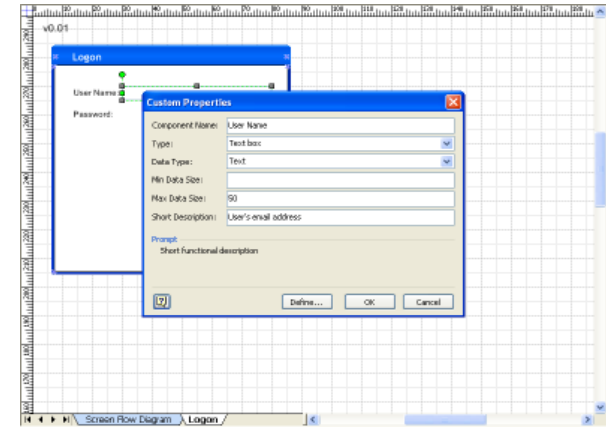 v0.01
Logon
User Name:
Password:
Custom Properties
Component Name: User Name
Type: Text box
Data Type: Text
Min Data Size:
Max Data Size: 50
Short Description: User's email address
Prompt
Short functional description
Define... OK Cancel
Screen Flow Diagram Logon